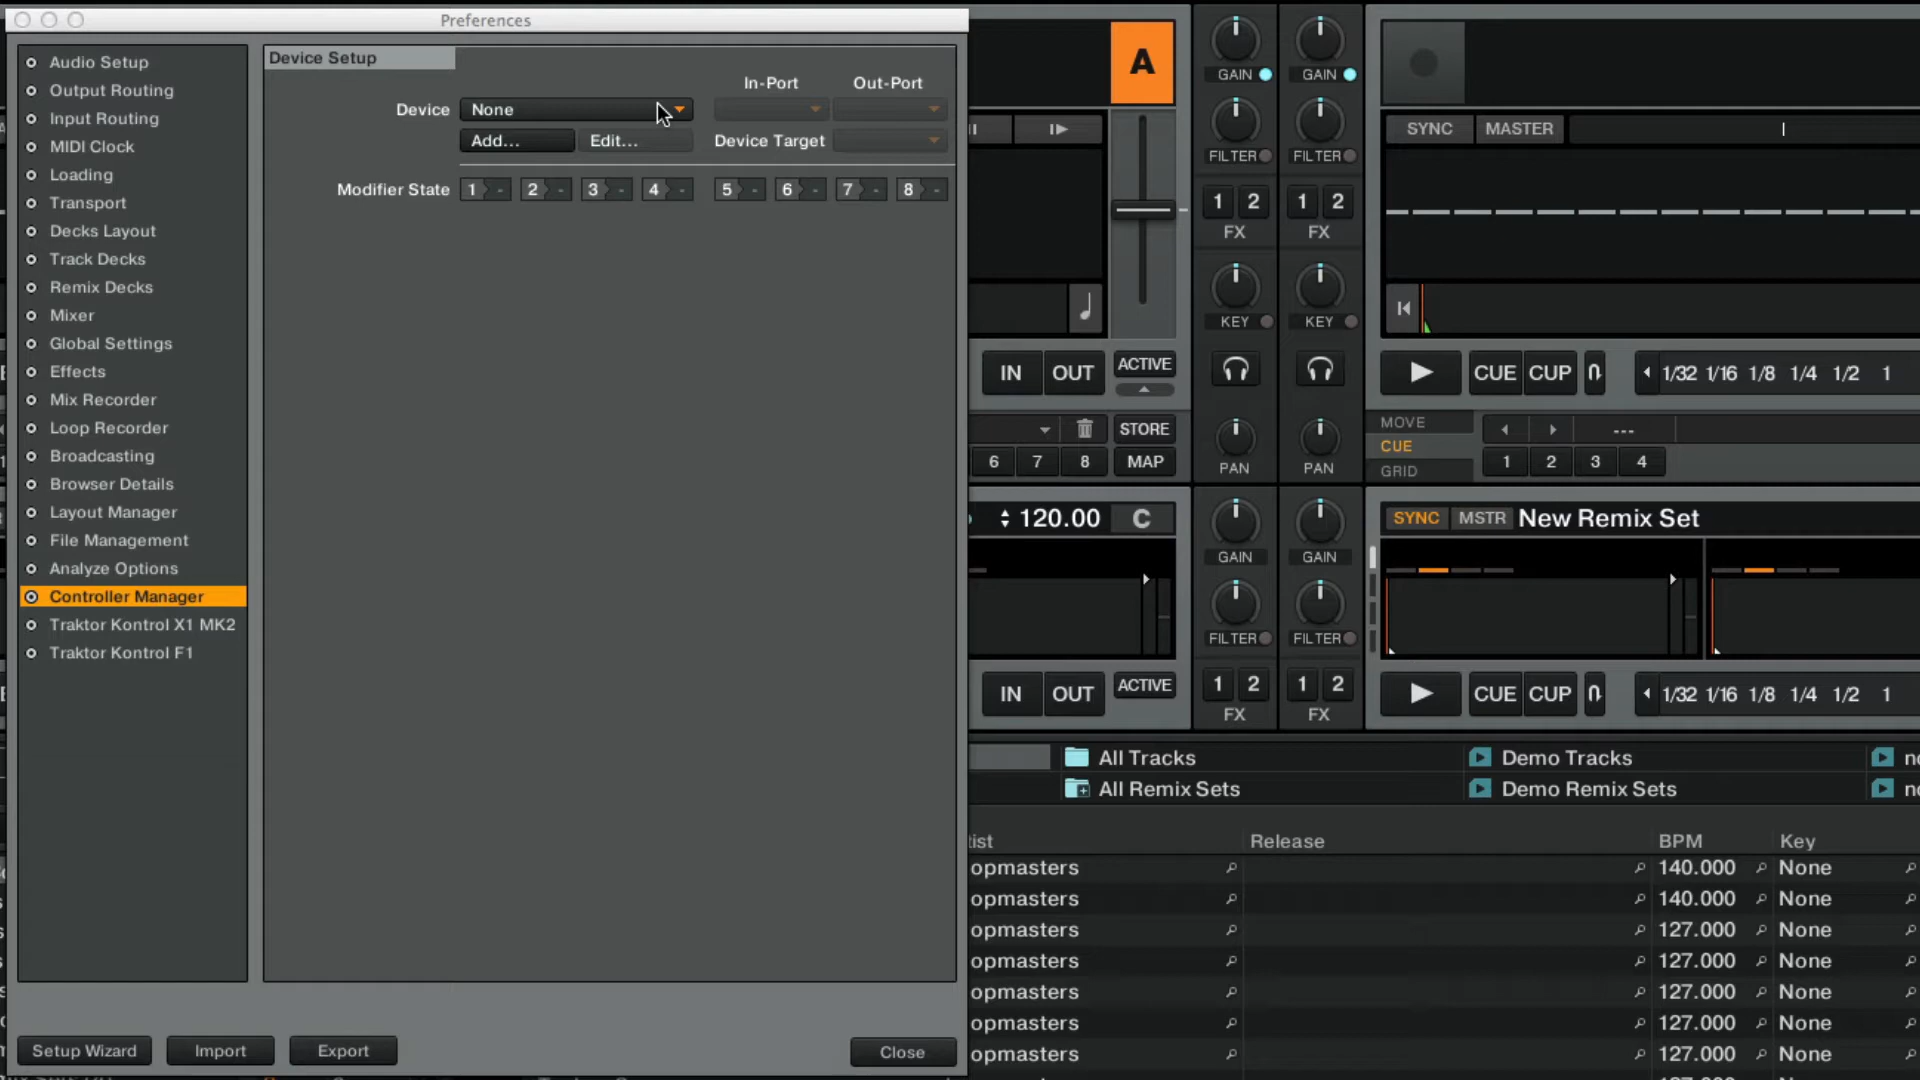 Preferences
Audio Setup
Output Routing
Input Routing
MIDI Clock
Loading
Transport
Decks Layout
Track Decks
Remix Decks
Mixer
Global Settings
Effects
Mix Recorder
Loop Recorder
Broadcasting
Browser Details
Layout Manager
File Management
Analyze Options
Controller Manager
Traktor Kontrol X1 MK2
Traktor Kontrol F1
Setup Wizard Import Export Close
Device Setup
In-Port Out-Port
Device None
Add... Edit... Device Target
Modifier State 1 - 2 - 3 - 4 - 5 - 6 - 7 - 8 -
A
IN OUT ACTIVE
STORE
6 7 8 MAP
GAIN GAIN
FILTER FILTER
1 2 1 2
FX FX
KEY KEY
PAN PAN
SYNC MASTER
CUE CUP 1/32 1/16 1/8 1/4 1/2 1
MOVE
CUE ---
GRID 1 2 3 4
120.00 C
IN OUT ACTIVE
GAIN GAIN
FILTER FILTER
1 2 1 2
FX FX
SYNC MSTR New Remix Set
CUE CUP 1/32 1/16 1/8 1/4 1/2 1
All Tracks Demo Tracks
All Remix Sets Demo Remix Sets
tist Release BPM Key
opmasters 140.000 None
opmasters 140.000 None
opmasters 127.000 None
opmasters 127.000 None
opmasters 127.000 None
opmasters 127.000 None
opmasters 127.000 None